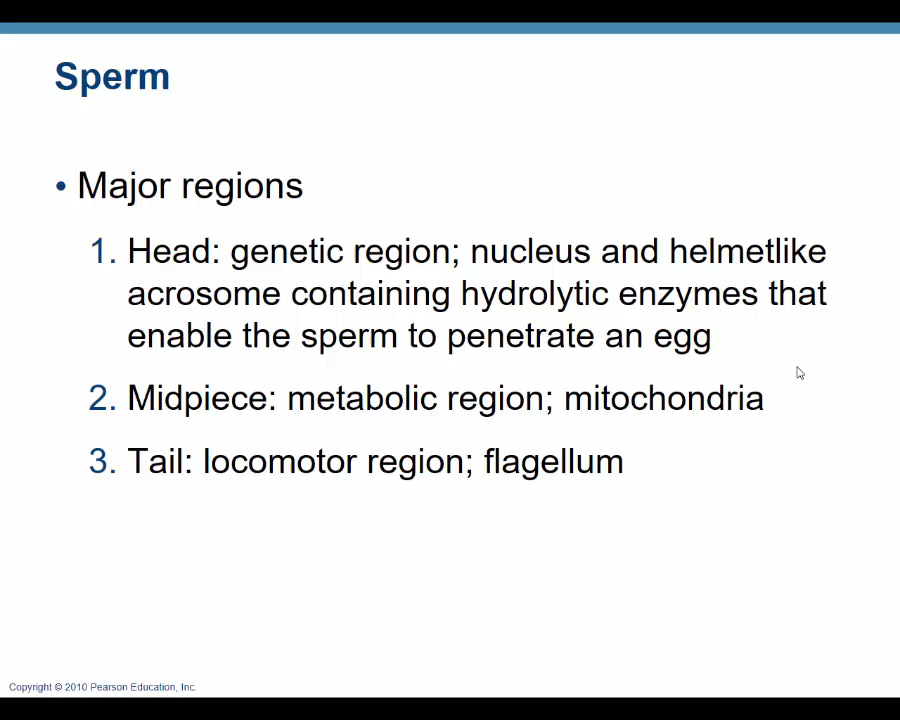 Sperm
• Major regions
1. Head: genetic region; nucleus and helmetlike
acrosome containing hydrolytic enzymes that
enable the sperm to penetrate an egg
2. Midpiece: metabolic region; mitochondria
3. Tail: locomotor region; flagellum
Copyright © 2010 Pearson Education, Inc.